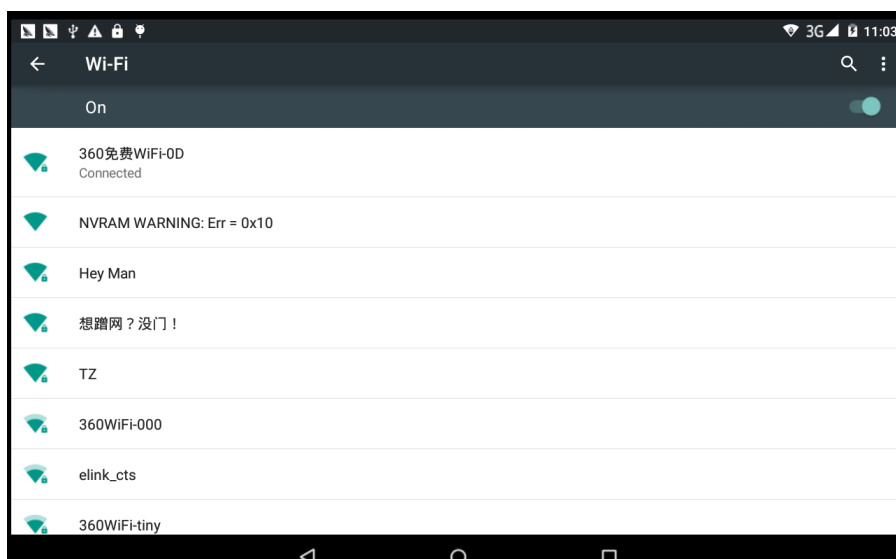 3G 11:03
Wi-Fi
On
360免费WiFi-0D
Connected
NVRAM WARNING: Err = 0x10
Hey Man
想蹭网？没门！
TZ
360WiFi-000
elink_cts
360WiFi-tiny